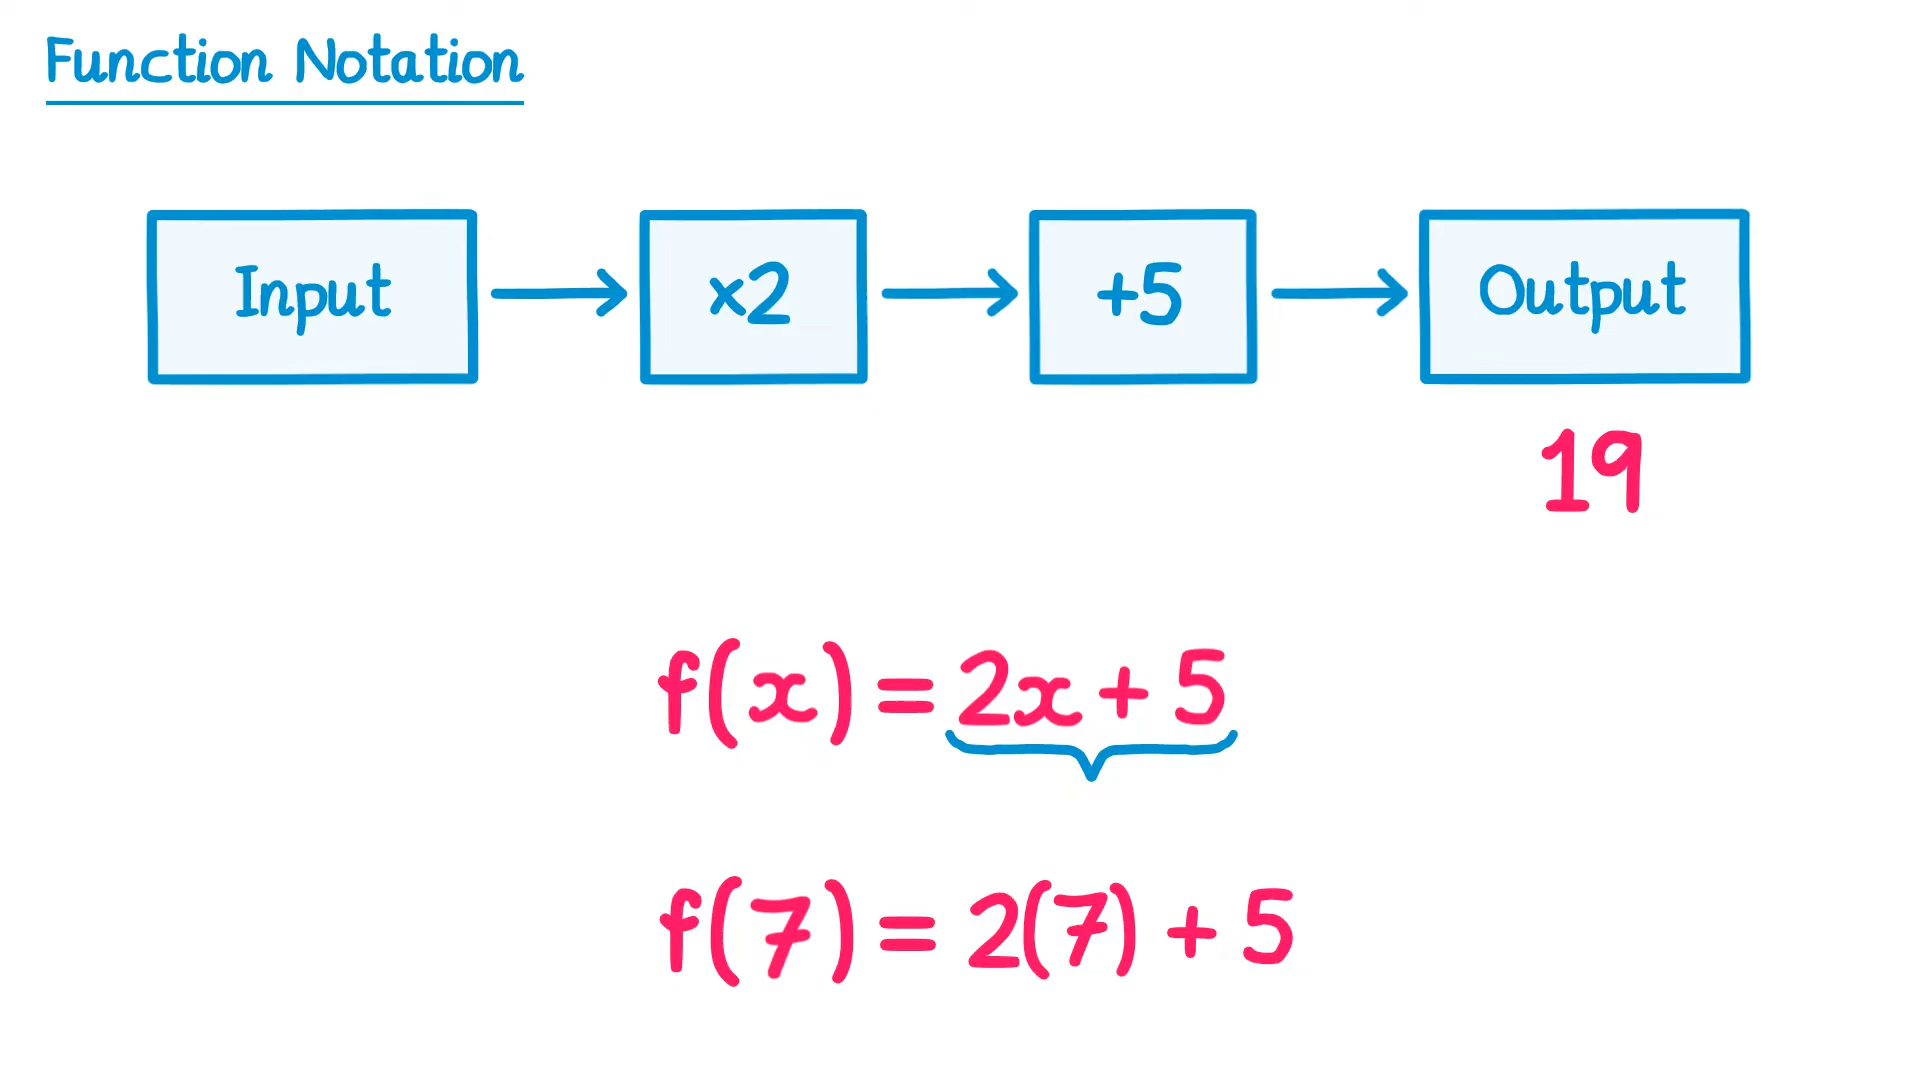 Function Notation
Input
×2
+5
Output
19
f(x) = 2x + 5
f(7) = 2(7) + 5